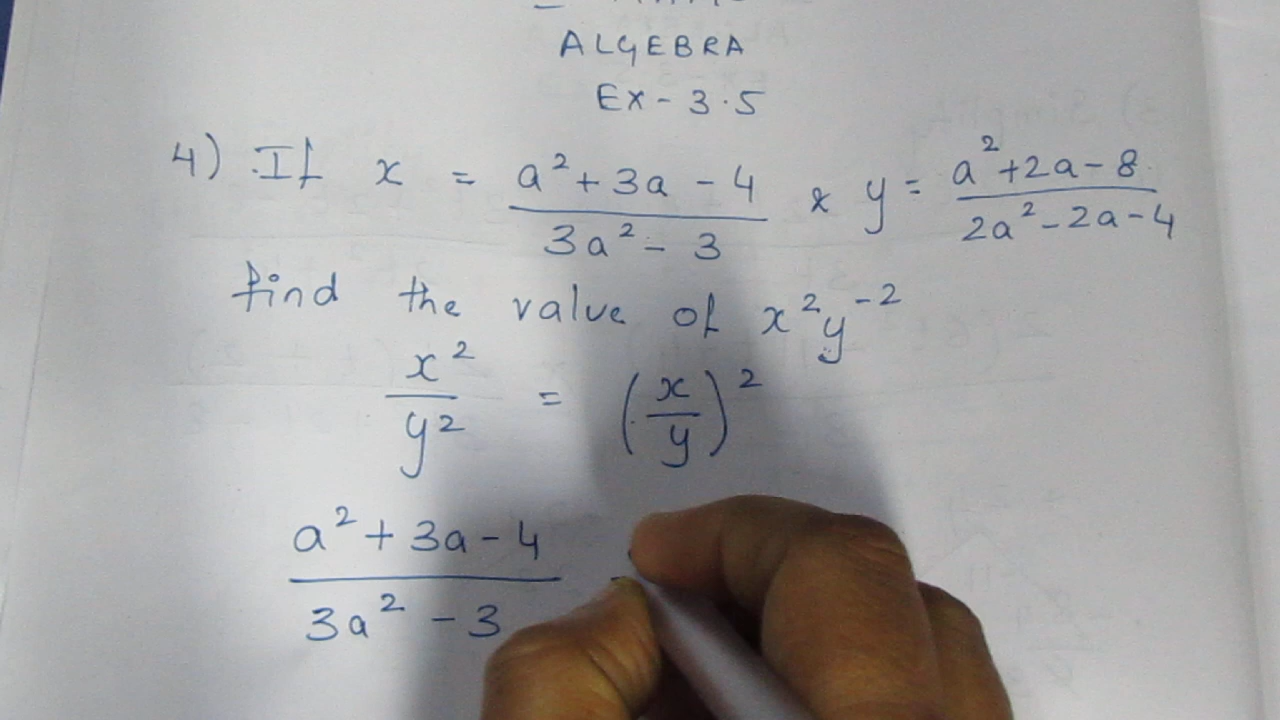 ALGEBRA
EX - 3.5
4) If x = a² + 3a - 4 / 3a² - 3 & y = a² + 2a - 8 / 2a² - 2a - 4
find the value of x²y⁻²
x² / y² = (x / y)²
a² + 3a - 4 / 3a² - 3